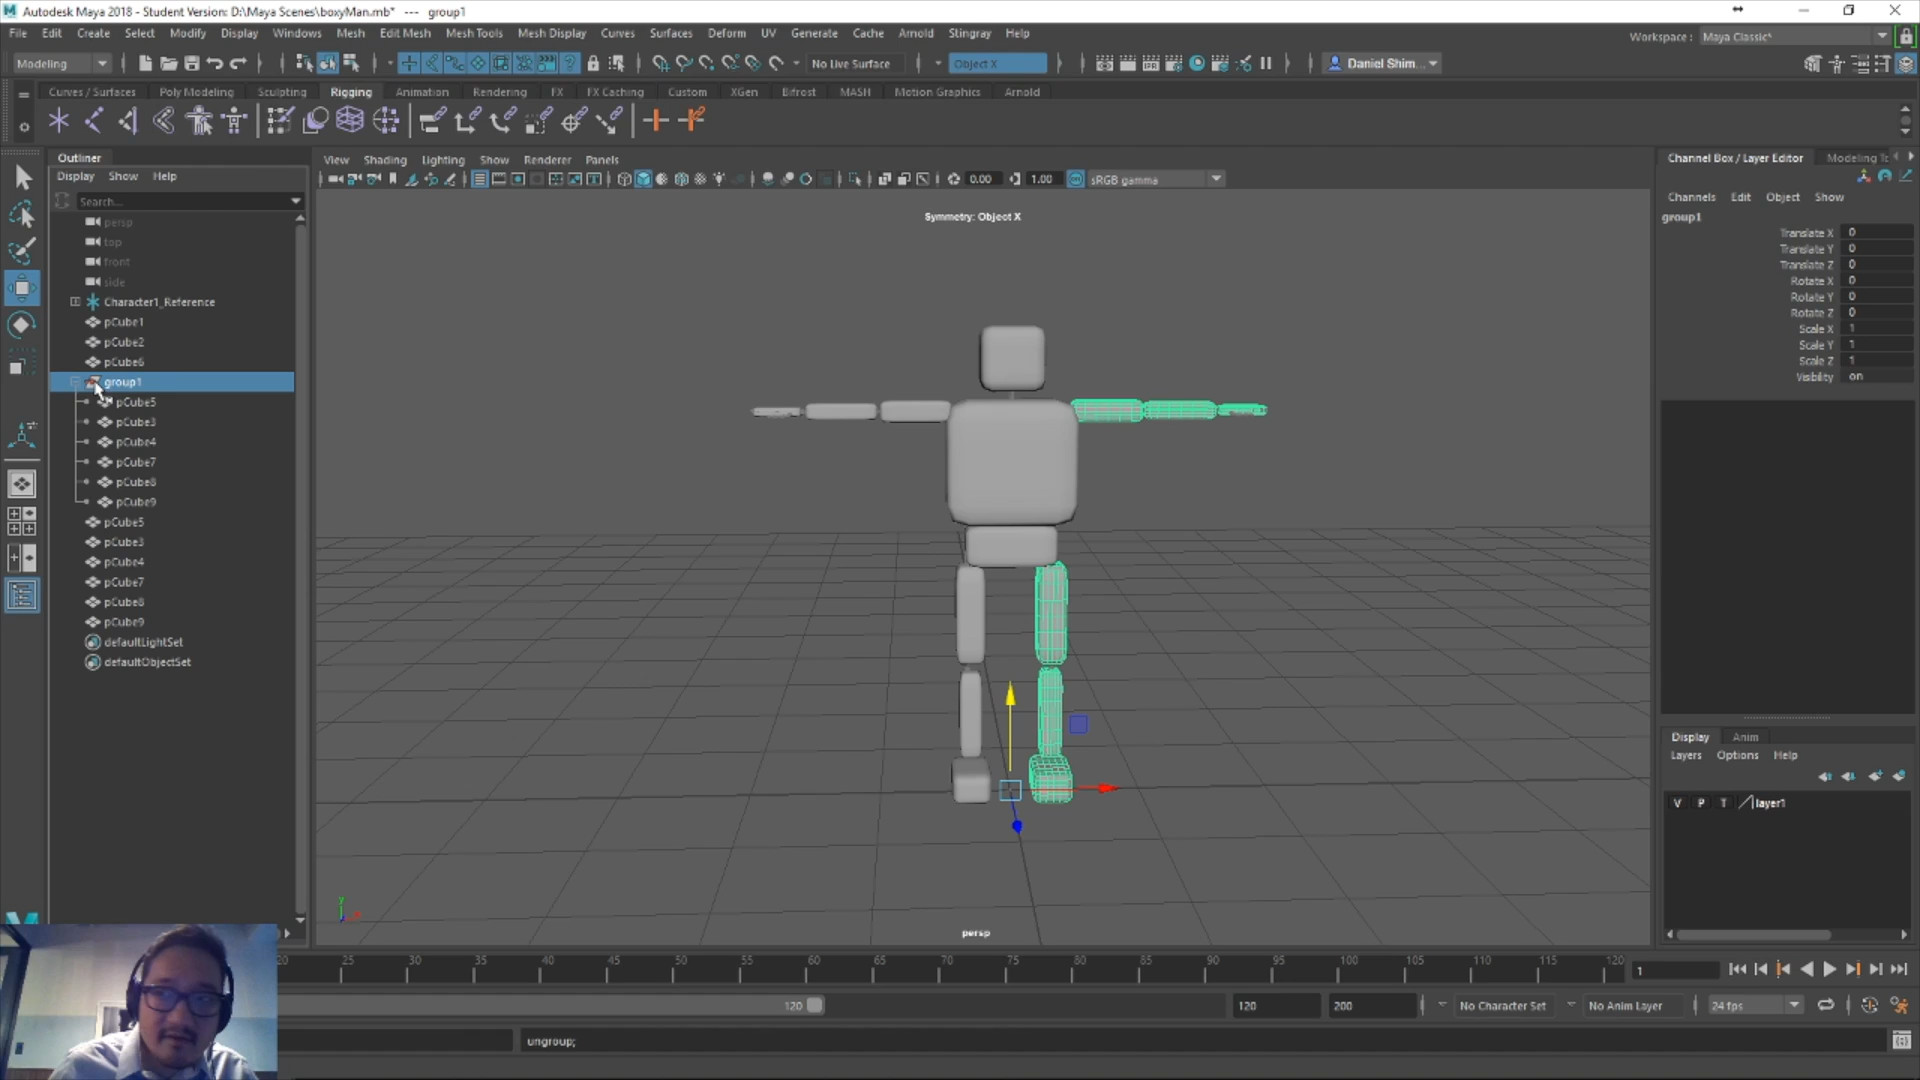 Autodesk Maya 2018 - Student Version: D:\Maya Scenes\boxyMan.mb* --- group1
File Edit Create Select Modify Display Windows Mesh Edit Mesh Mesh Tools Mesh Display Curves Surfaces Deform UV Generate Cache Arnold Stingray Help
Workspace : Maya Classic*
Modeling
No Live Surface
Object X
Daniel Shim...
Curves / Surfaces Poly Modeling Sculpting Rigging Animation Rendering FX FX Caching Custom XGen Bifrost MASH Motion Graphics Arnold
Outliner
Display Show Help
Search...
persp
top
front
side
Character1_Reference
pCube1
pCube2
pCube6
group1
pCube5
pCube3
pCube4
pCube7
pCube8
pCube9
pCube5
pCube3
pCube4
pCube7
pCube8
pCube9
defaultLightSet
defaultObjectSet
View Shading Lighting Show Renderer Panels
0.00 1.00 sRGB gamma
Symmetry: Object X
persp
Channel Box / Layer Editor
Channels Edit Object Show
group1
Translate X 0
Translate Y 0
Translate Z 0
Rotate X 0
Rotate Y 0
Rotate Z 0
Scale X 1
Scale Y 1
Scale Z 1
Visibility on
Display Anim
Layers Options Help
V P T layer1
20 25 30 35 40 45 50 55 60 65 70 75 80 85 90 95 100 105 110 115 120
1
120
120 200 No Character Set No Anim Layer 24 fps
ungroup;